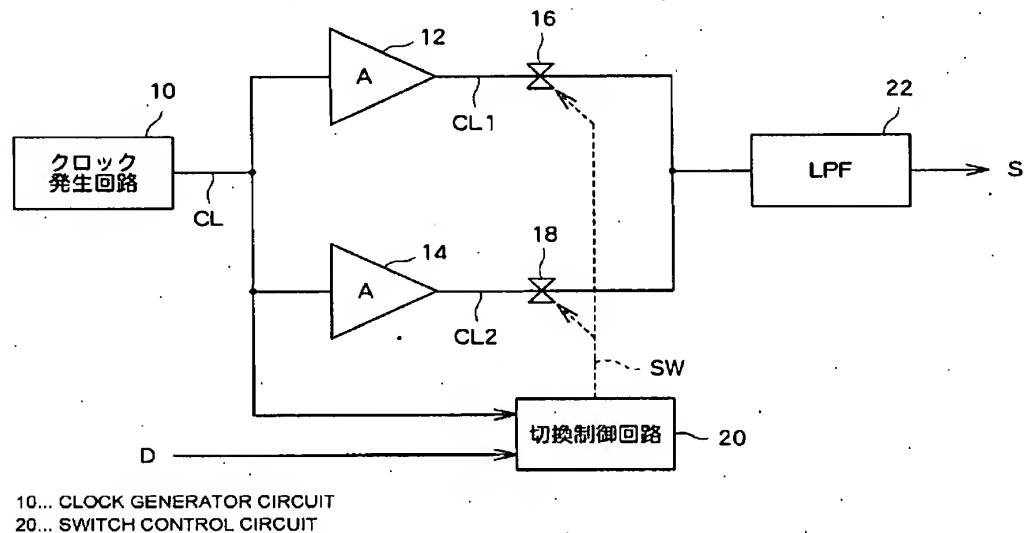 12
16
A
10
CL1
22
クロック
発生回路
LPF
S
CL
14
18
A
CL2
SW
切換制御回路
20
D
10... CLOCK GENERATOR CIRCUIT
20... SWITCH CONTROL CIRCUIT